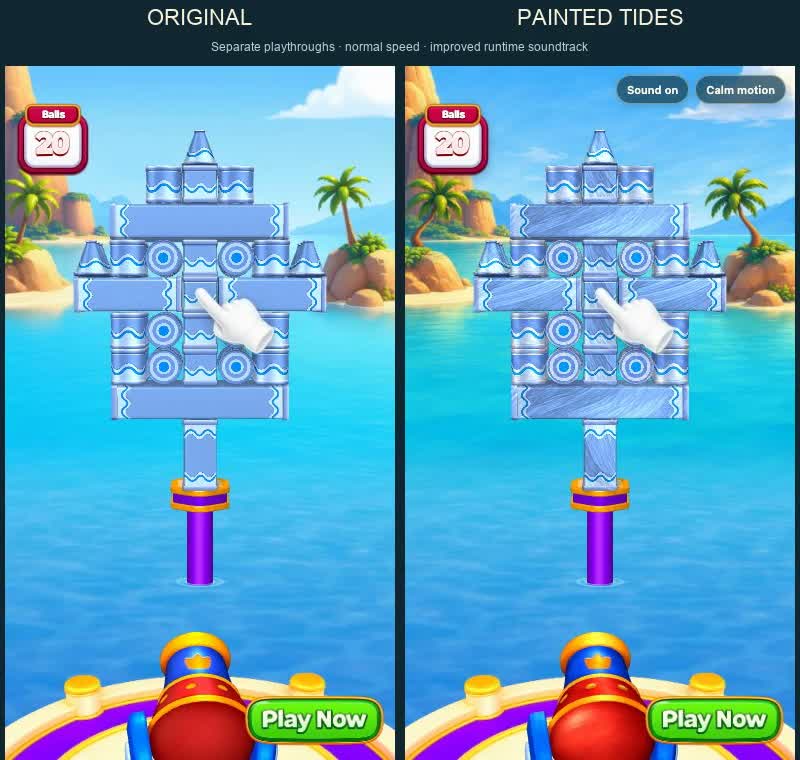 ORIGINAL
PAINTED TIDES
Separate playthroughs · normal speed · improved runtime soundtrack
Balls
20
Play Now
Sound on
Calm motion
Balls
20
Play Now